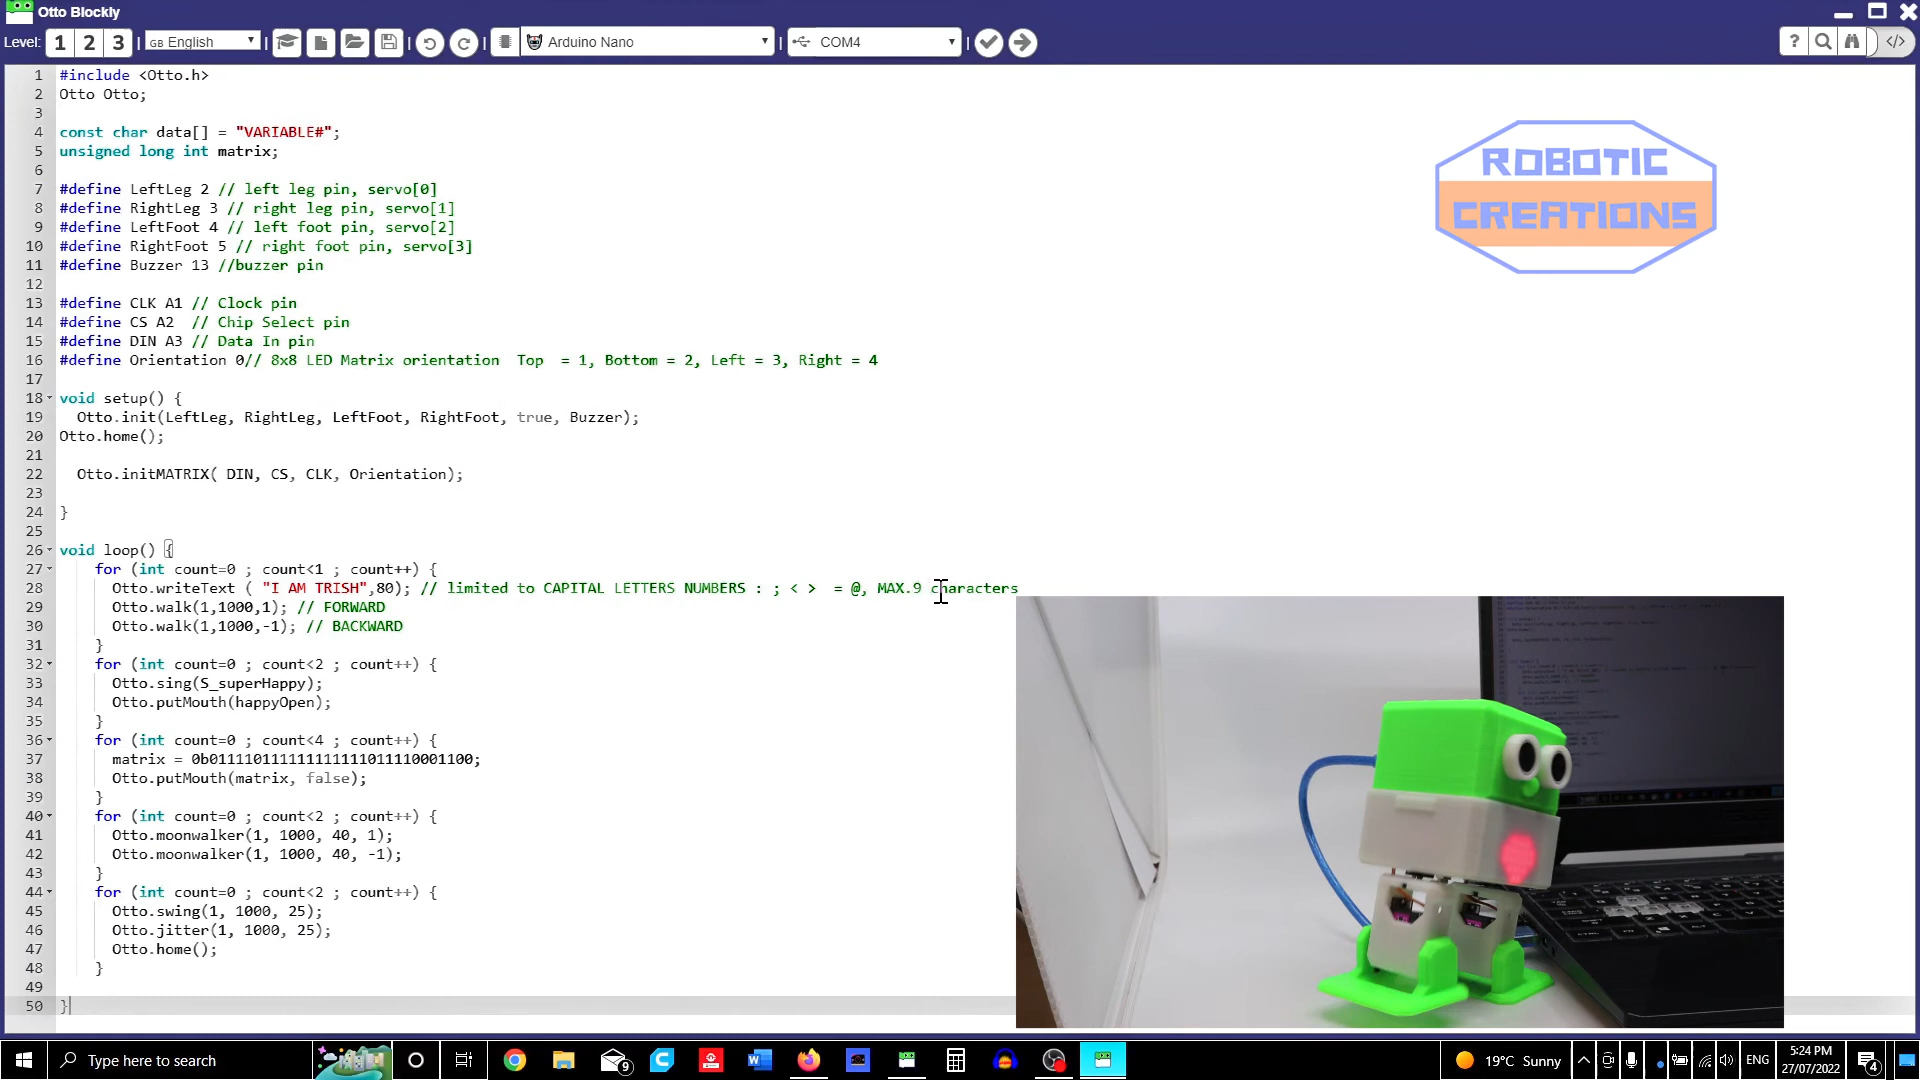 Otto Blockly
Level: 1 2 3 GB English Arduino Nano COM4 ? </>
1 #include <Otto.h>
2 Otto Otto;
3
4 const char data[] = "VARIABLE#";
5 unsigned long int matrix;
6
7 #define LeftLeg 2 // left leg pin, servo[0]
8 #define RightLeg 3 // right leg pin, servo[1]
9 #define LeftFoot 4 // left foot pin, servo[2]
10 #define RightFoot 5 // right foot pin, servo[3]
11 #define Buzzer 13 //buzzer pin
12
13 #define CLK A1 // Clock pin
14 #define CS A2  // Chip Select pin
15 #define DIN A3 // Data In pin
16 #define Orientation 0// 8x8 LED Matrix orientation  Top  = 1, Bottom = 2, Left = 3, Right = 4
17
18 void setup() {
19 Otto.init(LeftLeg, RightLeg, LeftFoot, RightFoot, true, Buzzer);
20 Otto.home();
21
22 Otto.initMATRIX( DIN, CS, CLK, Orientation);
23
24 }
25
26 void loop() {
27 for (int count=0 ; count<1 ; count++) {
28 Otto.writeText ( "I AM TRISH",80); // limited to CAPITAL LETTERS NUMBERS : ; < >  = @, MAX.9 characters
29 Otto.walk(1,1000,1); // FORWARD
30 Otto.walk(1,1000,-1); // BACKWARD
31 }
32 for (int count=0 ; count<2 ; count++) {
33 Otto.sing(S_superHappy);
34 Otto.putMouth(happyOpen);
35 }
36 for (int count=0 ; count<4 ; count++) {
37 matrix = 0b01111011111111111011110001100;
38 Otto.putMouth(matrix, false);
39 }
40 for (int count=0 ; count<2 ; count++) {
41 Otto.moonwalker(1, 1000, 40, 1);
42 Otto.moonwalker(1, 1000, 40, -1);
43 }
44 for (int count=0 ; count<2 ; count++) {
45 Otto.swing(1, 1000, 25);
46 Otto.jitter(1, 1000, 25);
47 Otto.home();
48 }
49
50 }
ROBOTIC
CREATIONS
Type here to search
9
19°C Sunny
ENG
5:24 PM
27/07/2022
4